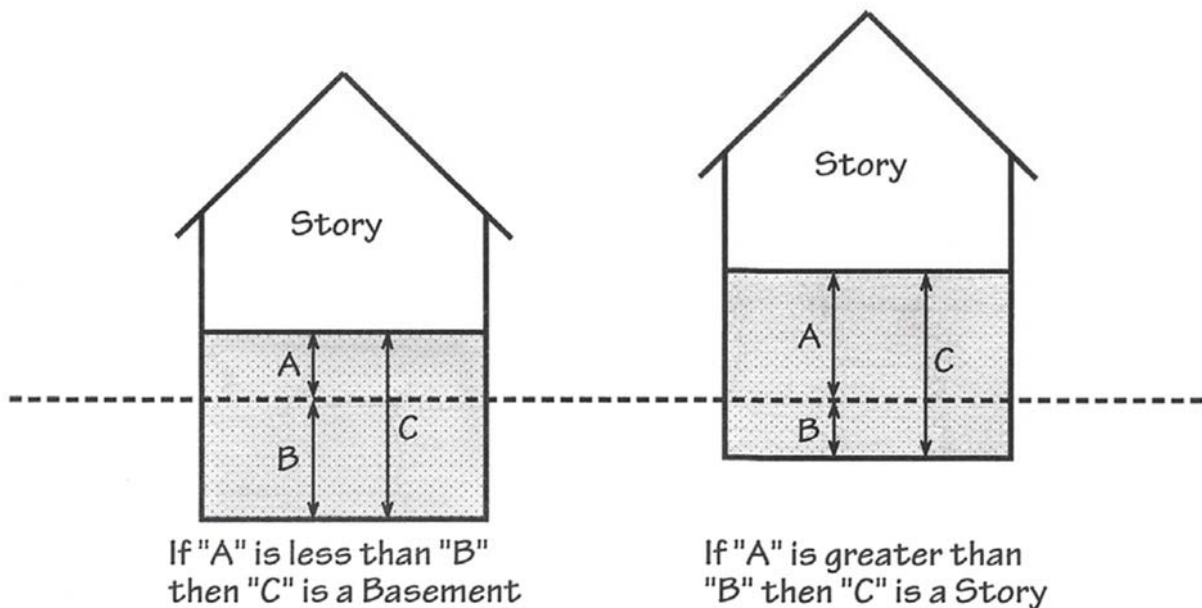 Story
A
B
C
If "A" is less than "B"
then "C" is a Basement
Story
A
B
C
If "A" is greater than
"B" then "C" is a Story